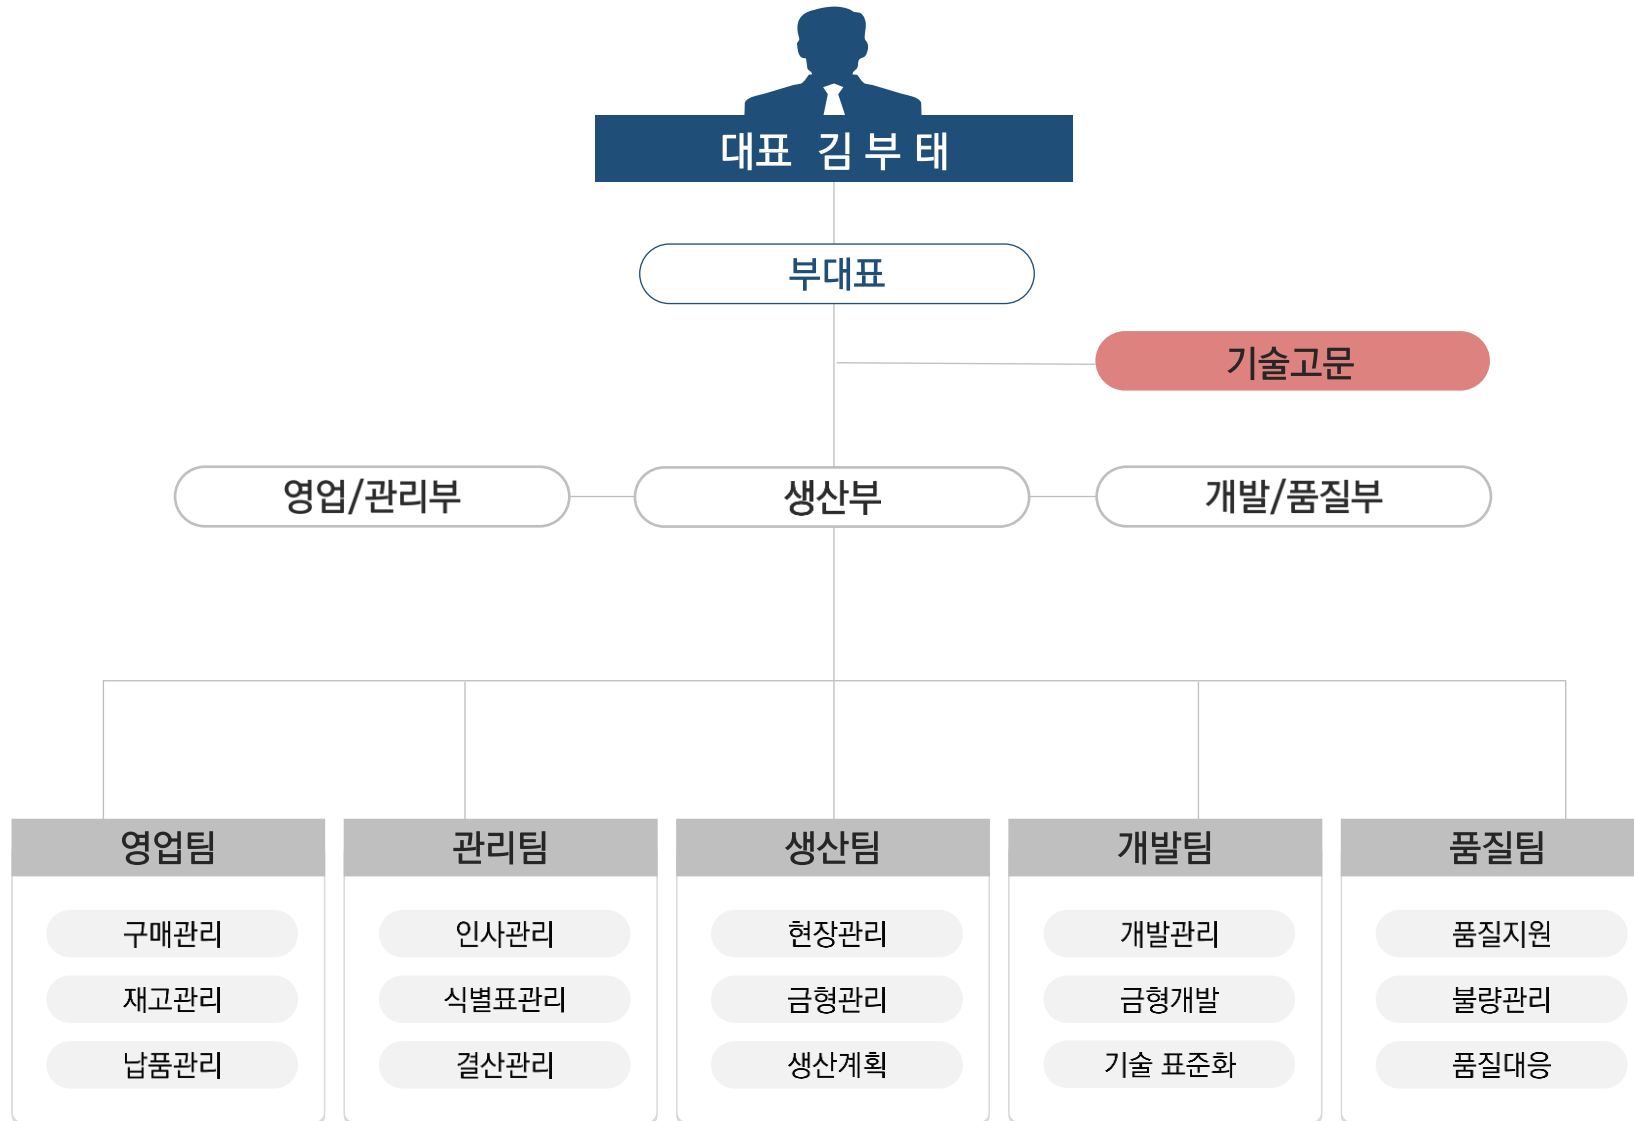 대표 김부태
부대표
기술고문
영업/관리부
생산부
개발/품질부
영업팀
관리팀
생산팀
개발팀
품질팀
구매관리
인사관리
현장관리
개발관리
품질지원
재고관리
식별표관리
금형관리
금형개발
불량관리
납품관리
결산관리
생산계획
기술 표준화
품질대응